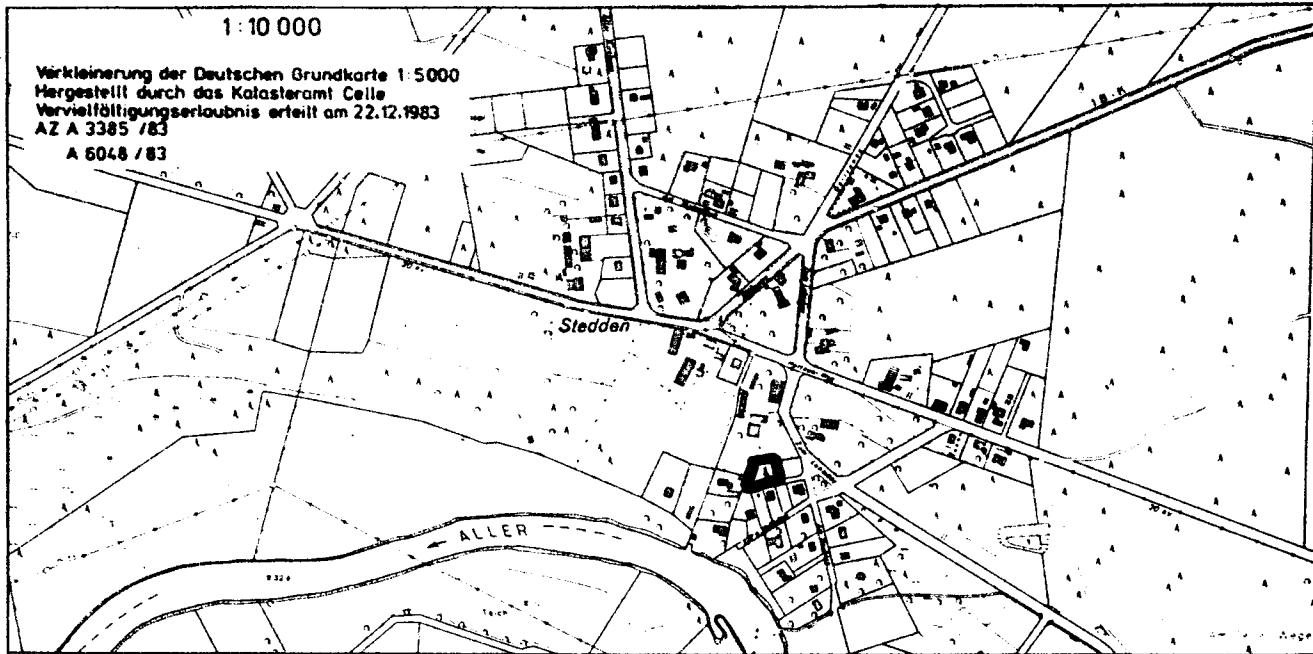 1:10 000
Verkleinerung der Deutschen Grundkarte 1:5000
Hergestellt durch das Katasteramt Celle
Vervielfältigungserlaubnis erteilt am 22.12.1983
AZ A 3385 /83
A 6048 /83
Stedden
ALLER
Teich